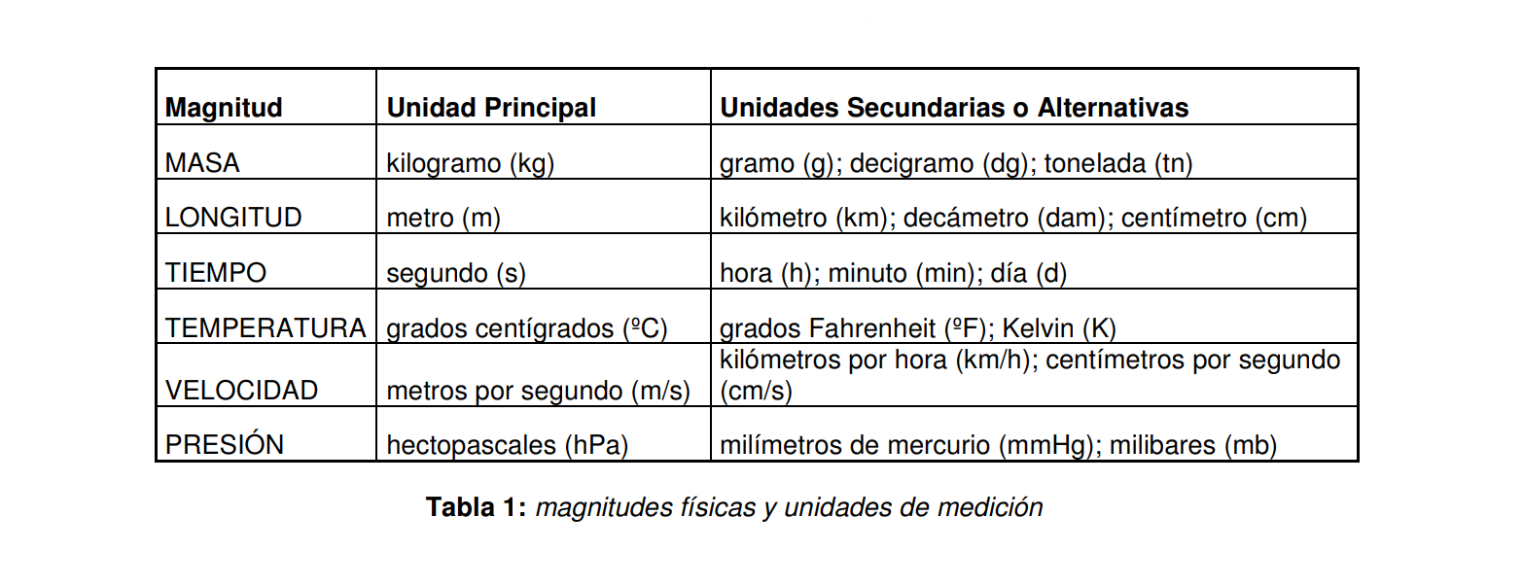 Magnitud Unidad Principal Unidades Secundarias o Alternativas
MASA kilogramo (kg) gramo (g); decigramo (dg); tonelada (tn)
LONGITUD metro (m) kilómetro (km); decámetro (dam); centímetro (cm)
TIEMPO segundo (s) hora (h); minuto (min); día (d)
TEMPERATURA grados centígrados (ºC) grados Fahrenheit (ºF); Kelvin (K)
kilómetros por hora (km/h); centímetros por segundo
VELOCIDAD metros por segundo (m/s) (cm/s)
PRESIÓN hectopascales (hPa) milímetros de mercurio (mmHg); milibares (mb)
Tabla 1: magnitudes físicas y unidades de medición